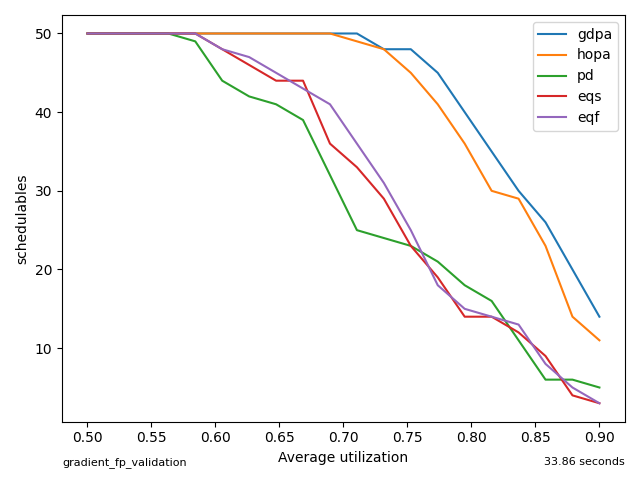 gdpa
hopa
pd
eqs
eqf
schedulables
50
40
30
20
10
0.50 0.55 0.60 0.65 0.70 0.75 0.80 0.85 0.90
Average utilization
gradient_fp_validation
33.86 seconds